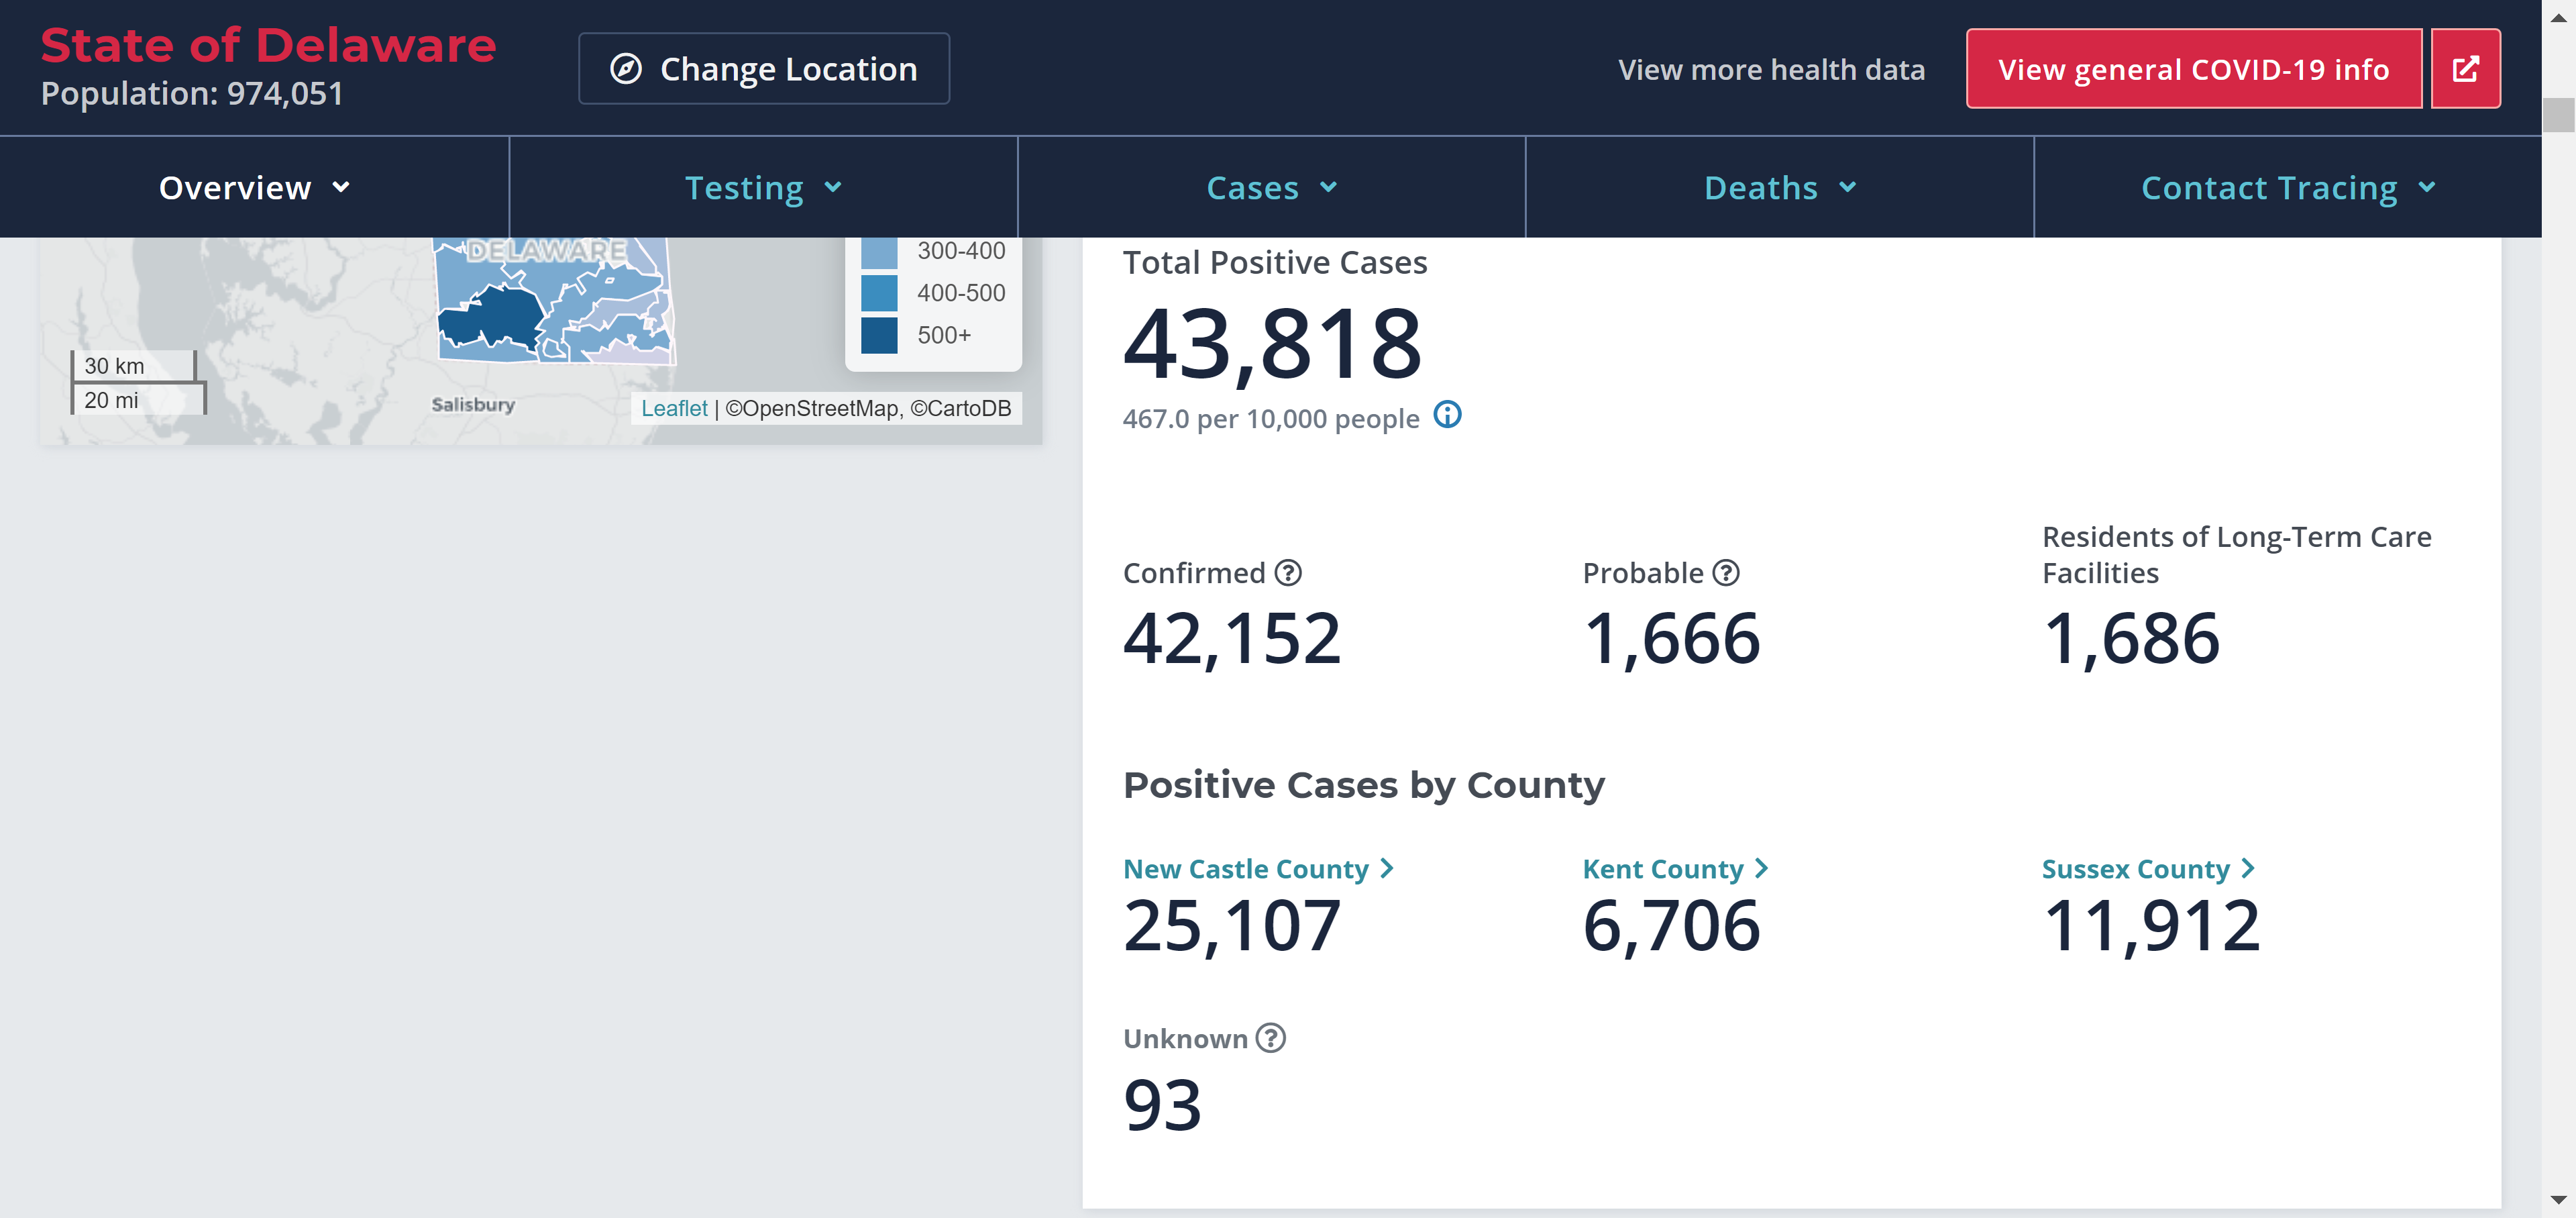 State of Delaware
Population: 974,051
Change Location
View more health data
View general COVID-19 info
Overview
Testing
Cases
Deaths
Contact Tracing
DELAWARE
300-400
400-500
500+
30 km
20 mi
Salisbury
Leaflet | ©OpenStreetMap, ©CartoDB
Total Positive Cases
43,818
467.0 per 10,000 people
Confirmed
42,152
Probable
1,666
Residents of Long-Term Care
Facilities
1,686
Positive Cases by County
New Castle County
25,107
Kent County
6,706
Sussex County
11,912
Unknown
93